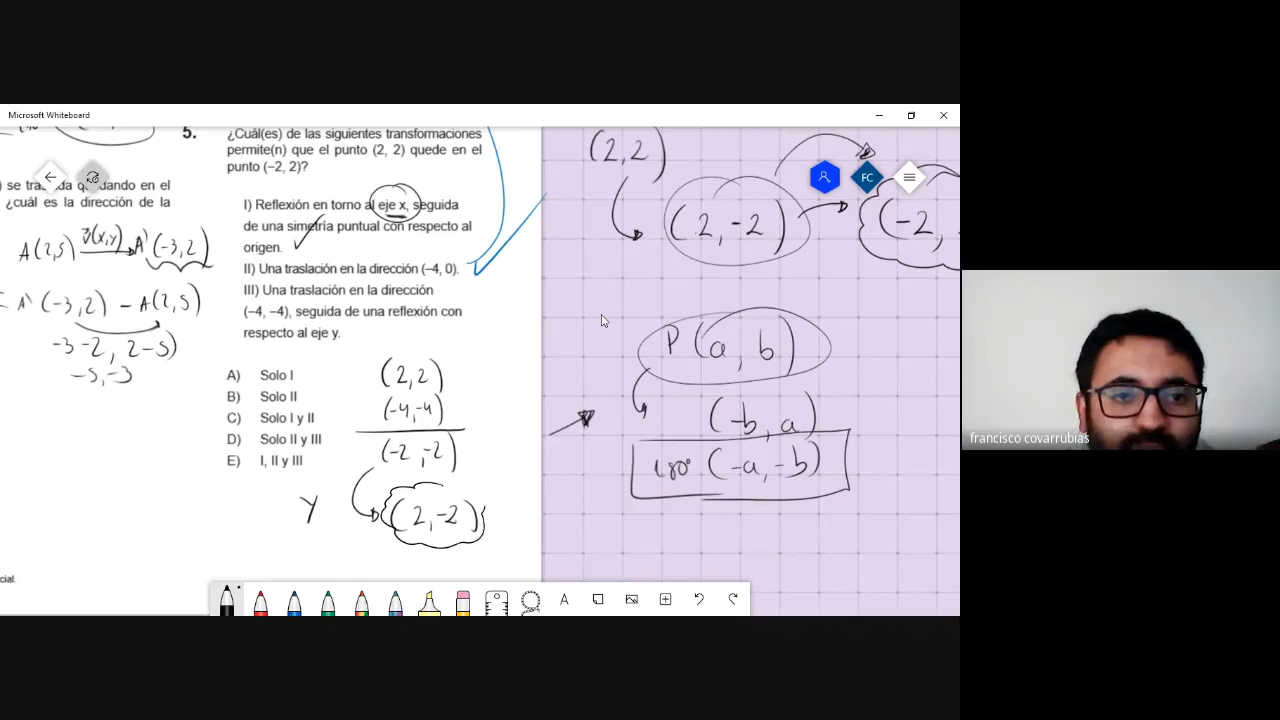 Microsoft Whiteboard
5.
¿Cuál(es) de las siguientes transformaciones
permite(n) que el punto (2, 2) quede en el
punto (–2, 2)?
I) Reflexión en torno al eje x, seguida
de una simetría puntual con respecto al
origen.
II) Una traslación en la dirección (–4, 0).
III) Una traslación en la dirección
(–4, –4), seguida de una reflexión con
respecto al eje y.
A) Solo I
B) Solo II
C) Solo I y II
D) Solo II y III
E) I, II y III
(2,2)
(-4,-4)
(-2,-2)
Y
(2,-2)
se
en el
¿cuál es la dirección de la
A(2,5) V(x,y) A'(-3,2)
A'(-3,2) - A(2,5)
-3-2, 2-5)
-5,-3
cial.
(2,2)
(2,-2)
(-2,
P(a, b)
(-b, a)
180° (-a,-b)
FC
A
francisco covarrubias